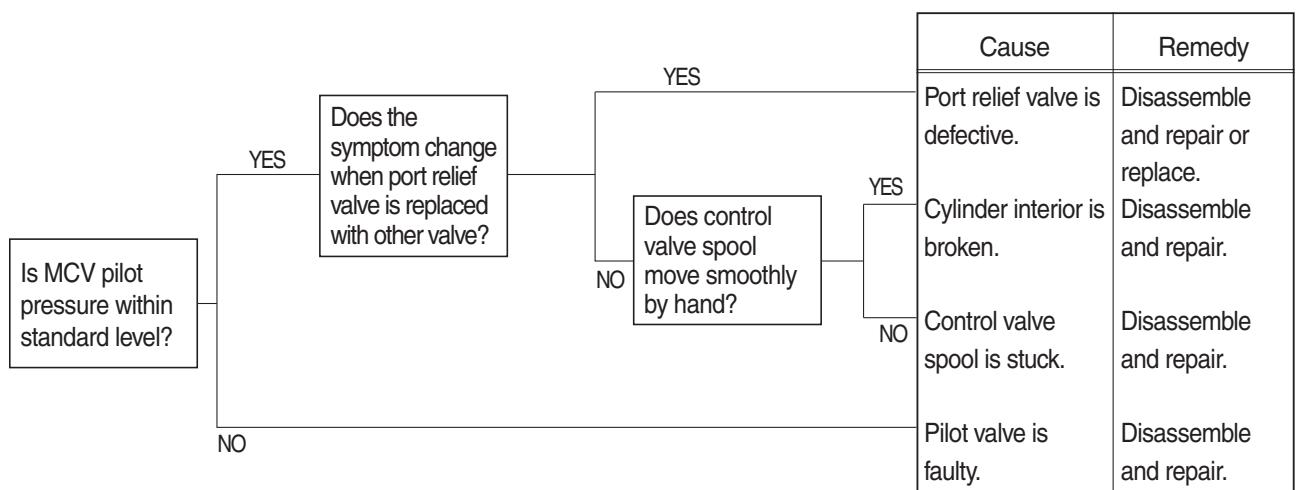 Cause
Remedy
YES
Port relief valve is
defective.
Disassemble
and repair or
replace.
Does the
symptom change
when port relief
valve is replaced
with other valve?
YES
YES
Does control
valve spool
move smoothly
by hand?
Cylinder interior is
broken.
Disassemble
and repair.
Is MCV pilot
pressure within
standard level?
NO
NO
Control valve
spool is stuck.
Disassemble
and repair.
NO
Pilot valve is
faulty.
Disassemble
and repair.